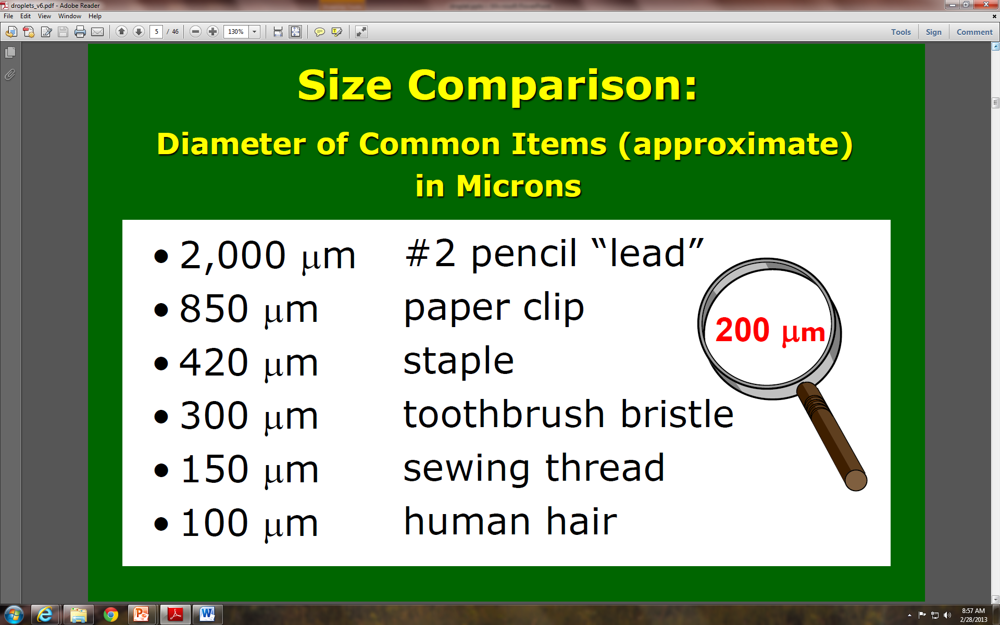 droplets_v6.pdf - Adobe Reader
File Edit View Window Help
5 / 46 130% Tools Sign Comment
Size Comparison:
Diameter of Common Items (approximate)
in Microns
• 2,000 μm #2 pencil “lead”
• 850 μm paper clip
200 μm
• 420 μm staple
• 300 μm toothbrush bristle
• 150 μm sewing thread
• 100 μm human hair
8:57 AM
2/28/2013